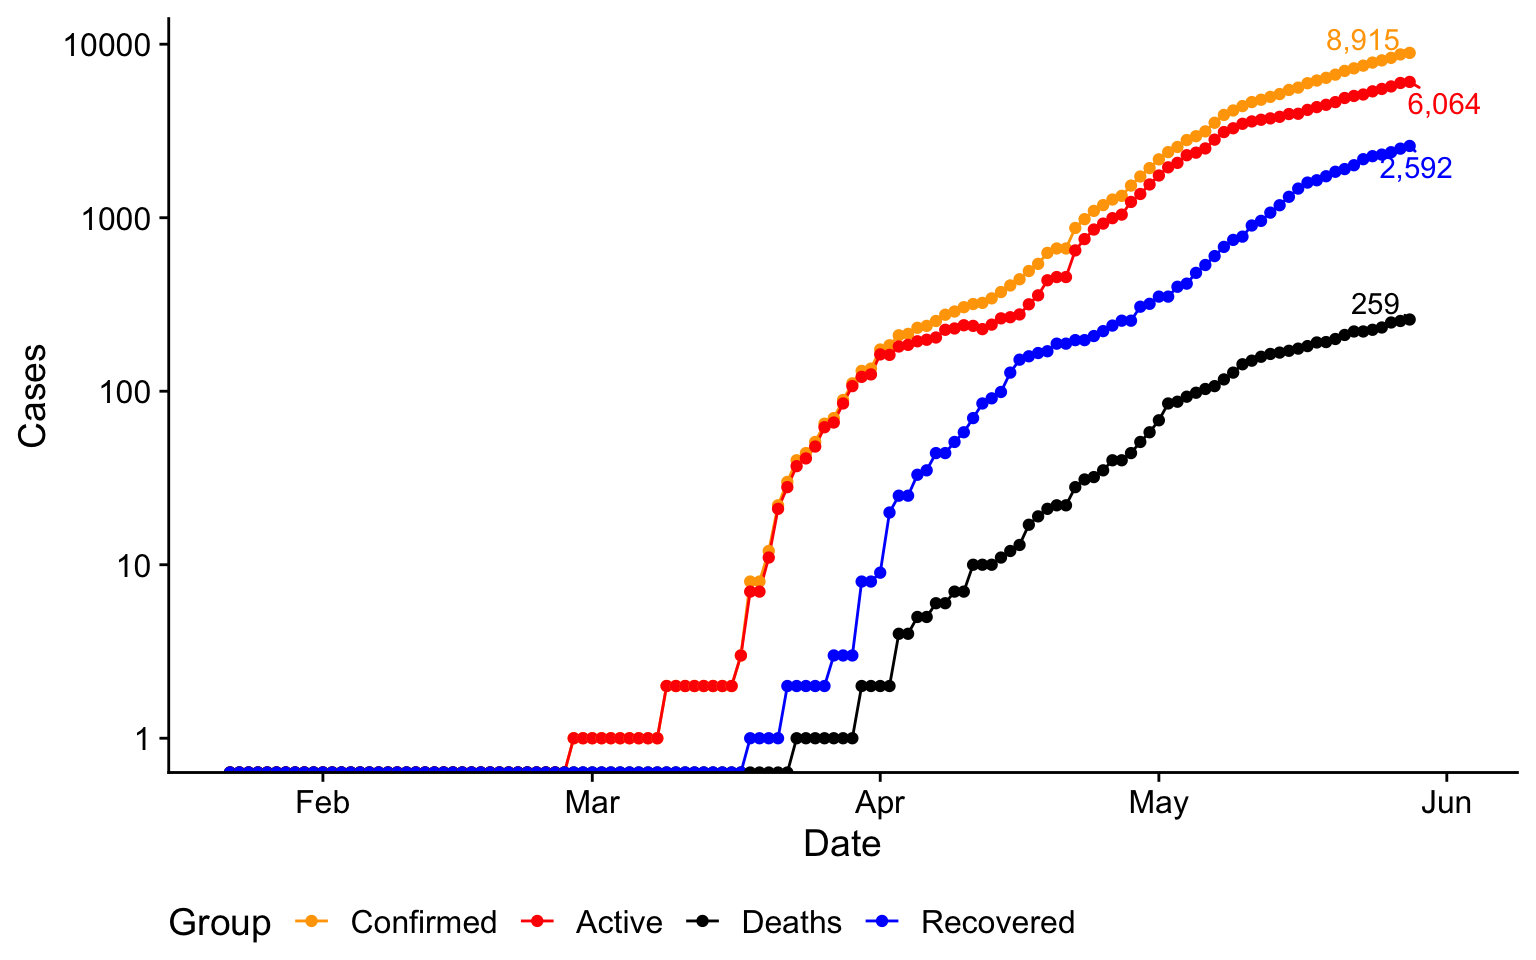 10000
1000
100
10
1
Cases
8,915
6,064
2,592
259
Feb Mar Apr May Jun
Date
Group Confirmed Active Deaths Recovered